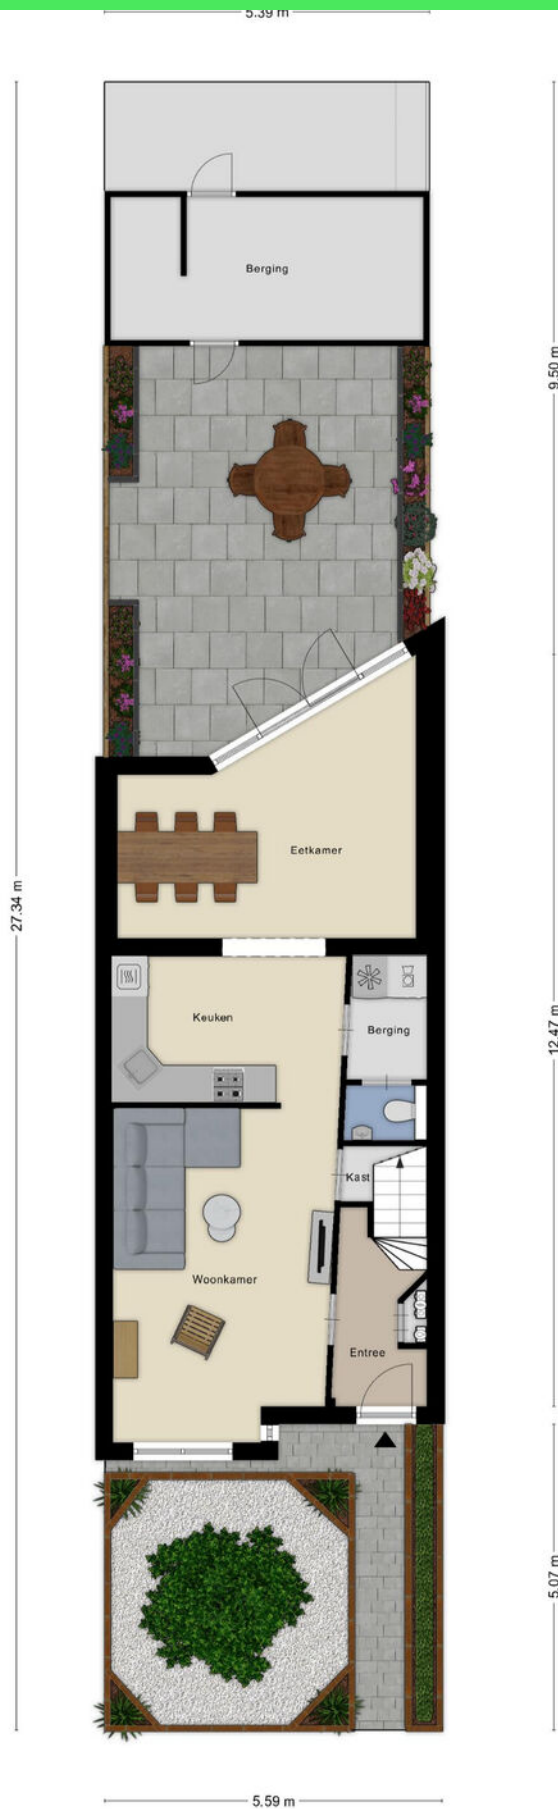 5.39 m
Berging
9.50 m
Eetkamer
27.34 m
Keuken
Berging
12.47 m
Kast
Woonkamer
Entree
5.07 m
5.59 m